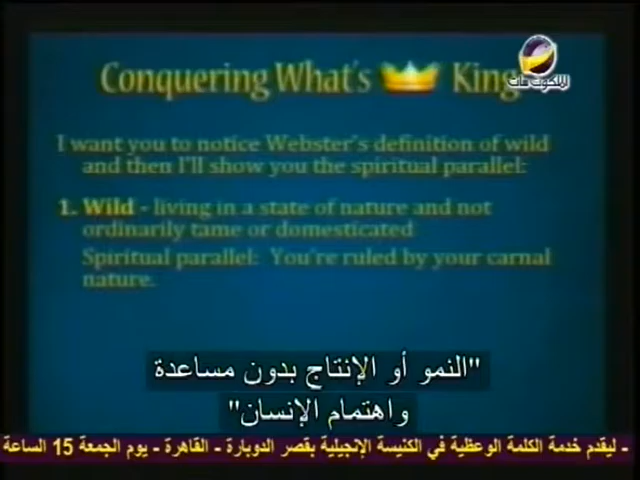 Conquering What's King
الملكوت سات
I want you to notice Webster's definition of wild
and then I'll show you the spiritual parallel:
1. Wild - living in a state of nature and not
ordinarily tame or domesticated
Spiritual parallel: You're ruled by your carnal
nature.
"النمو أو الإنتاج بدون مساعدة
واهتمام الإنسان"
- ليقدم خدمة الكلمة الوعظية في الكنيسة الإنجيلية بقصر الدوبارة - القاهرة - يوم الجمعة 15 الساعة